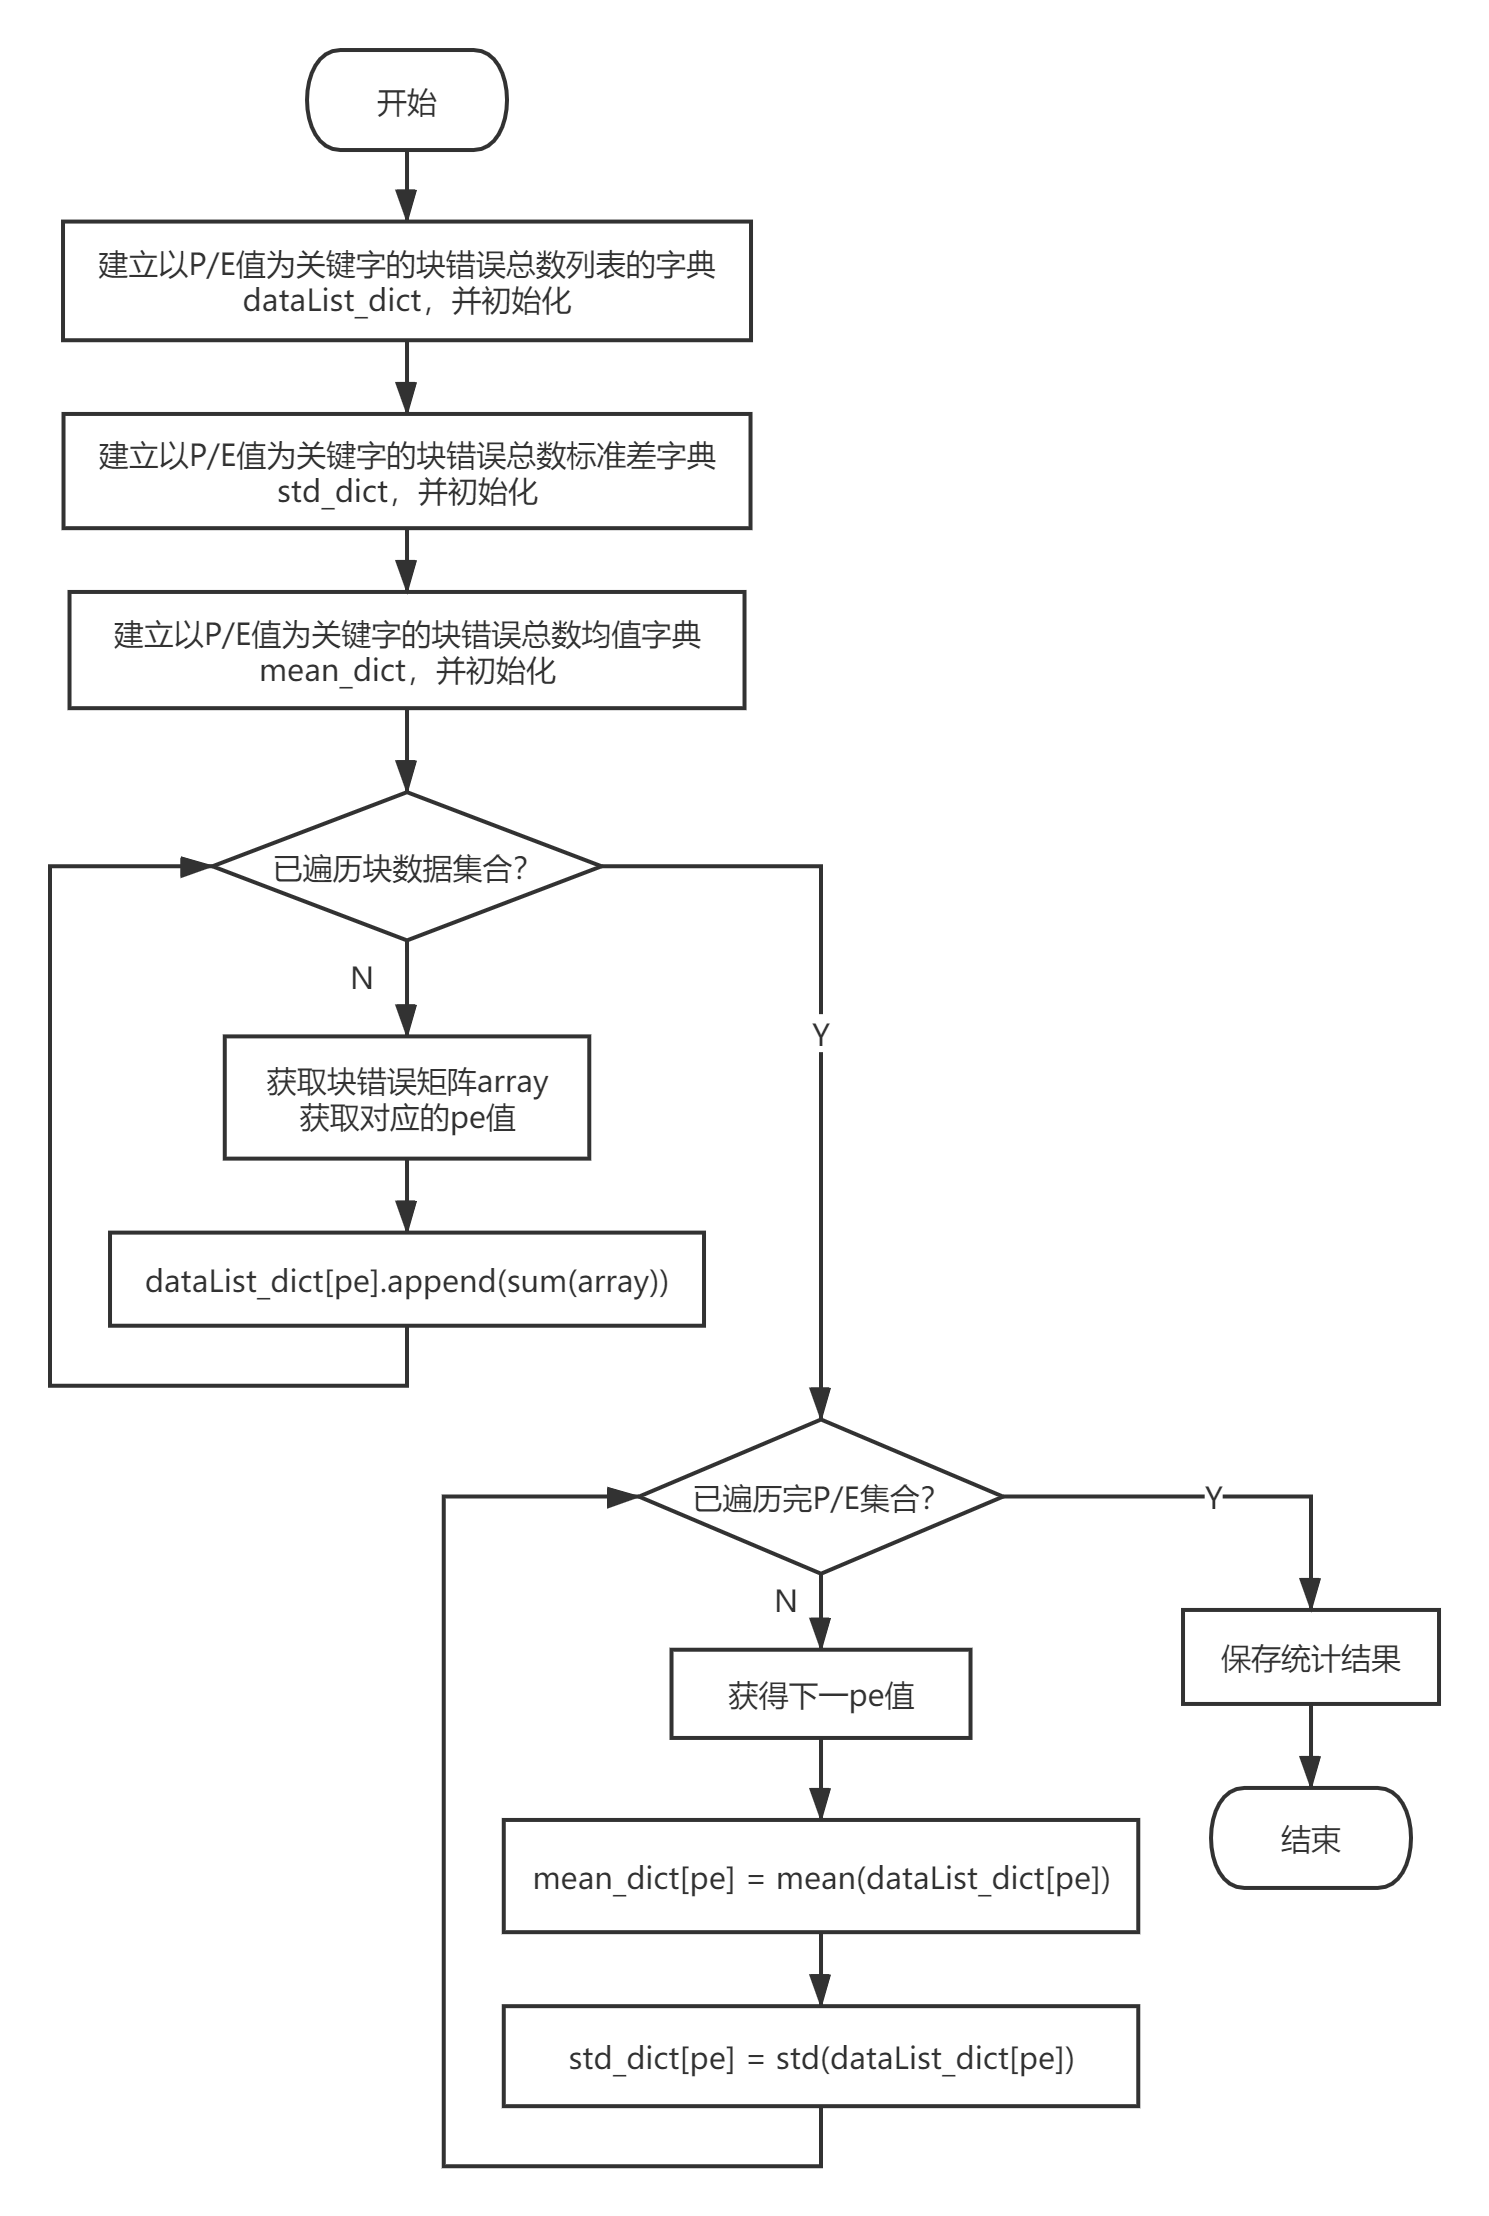 开始
建立以P/E值为关键字的块错误总数列表的字典
dataList_dict，并初始化
建立以P/E值为关键字的块错误总数标准差字典
std_dict，并初始化
建立以P/E值为关键字的块错误总数均值字典
mean_dict，并初始化
已遍历块数据集合？
N
Y
获取块错误矩阵array
获取对应的pe值
dataList_dict[pe].append(sum(array))
已遍历完P/E集合？
Y
N
保存统计结果
获得下一pe值
结束
mean_dict[pe] = mean(dataList_dict[pe])
std_dict[pe] = std(dataList_dict[pe])